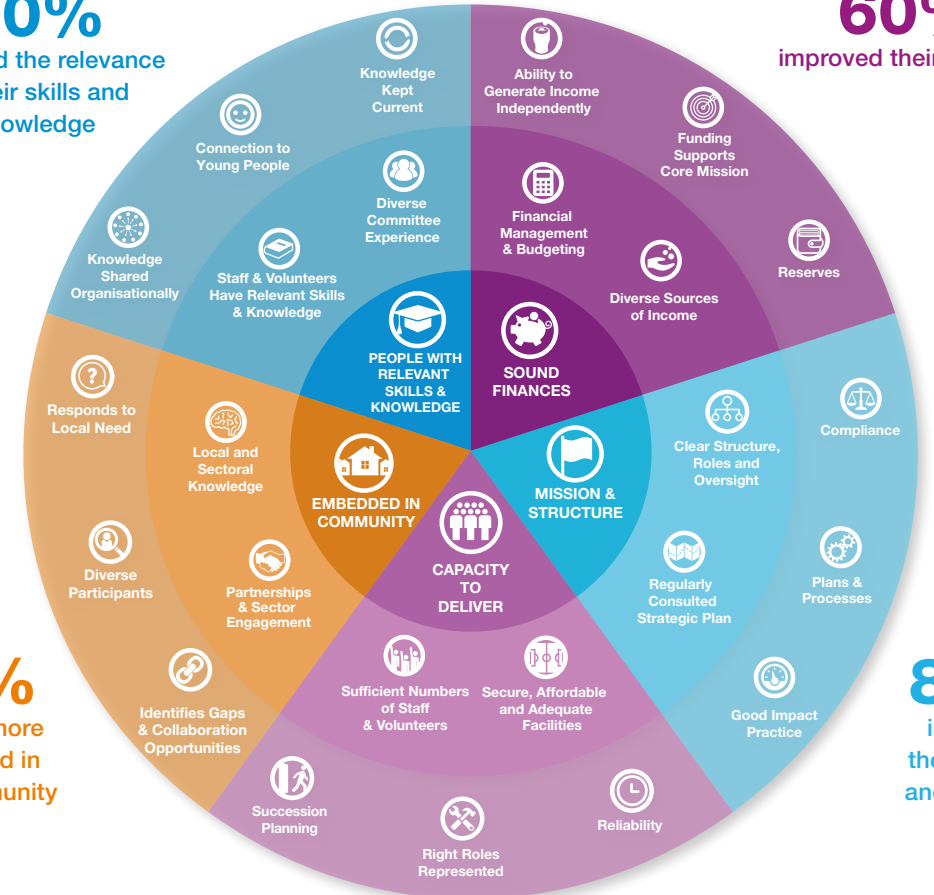 0%
d the relevance
eir skills and
owledge
60%
improved their
Knowledge
Kept
Current
Connection to
Young People
Knowledge
Shared
Organisationally
Diverse
Committee
Experience
Staff & Volunteers
Have Relevant Skills
& Knowledge
PEOPLE WITH
RELEVANT
SKILLS &
KNOWLEDGE
Ability to
Generate Income
Independently
Funding
Supports
Core Mission
Reserves
Financial
Management
& Budgeting
Diverse Sources
of Income
SOUND
FINANCES
Compliance
Plans &
Processes
Good Impact
Practice
Clear Structure,
Roles and
Oversight
Regularly
Consulted
Strategic Plan
MISSION &
STRUCTURE
CAPACITY
TO
DELIVER
Sufficient Numbers
of Staff
& Volunteers
Secure, Affordable
and Adequate
Facilities
Succession
Planning
Right Roles
Represented
Reliability
EMBEDDED IN
COMMUNITY
Local and
Sectoral
Knowledge
Partnerships
& Sector
Engagement
?
Responds to
Local Need
Diverse
Participants
Identifies Gaps
& Collaboration
Opportunities
%
more
d in
munity
8
i
the
and